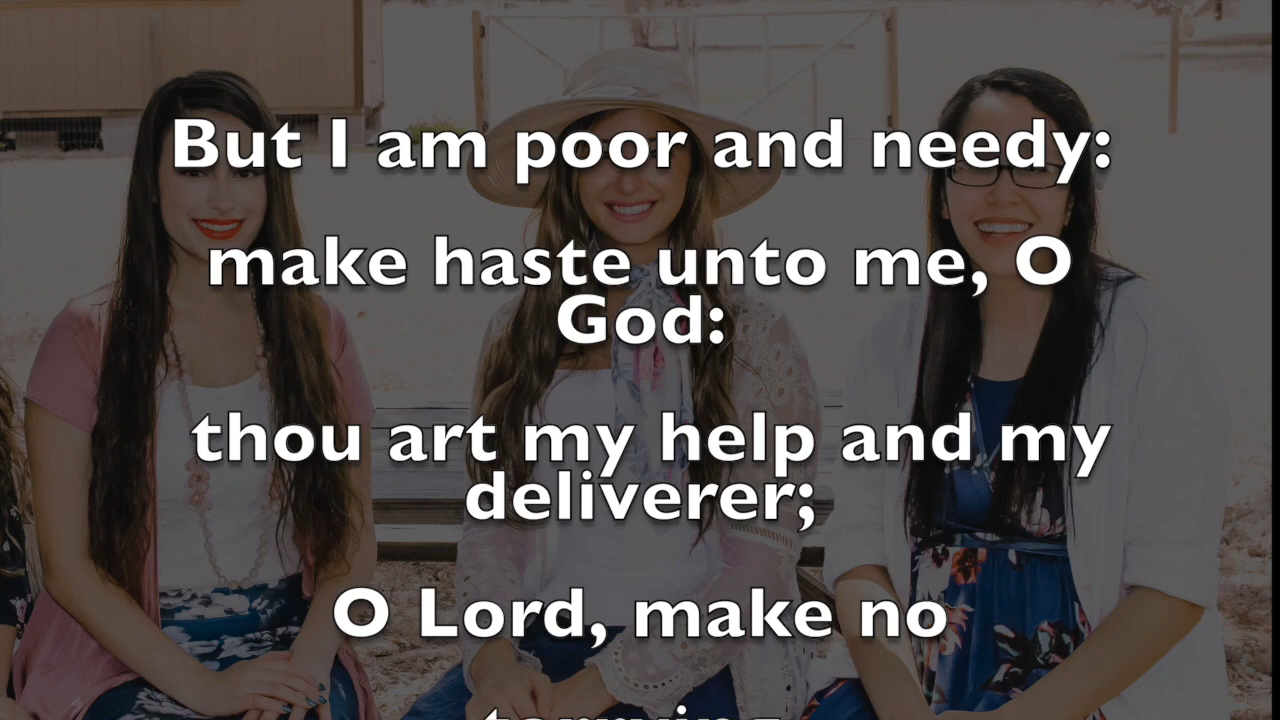 But I am poor and needy:
make haste unto me, O
God:
thou art my help and my
deliverer;
O Lord, make no